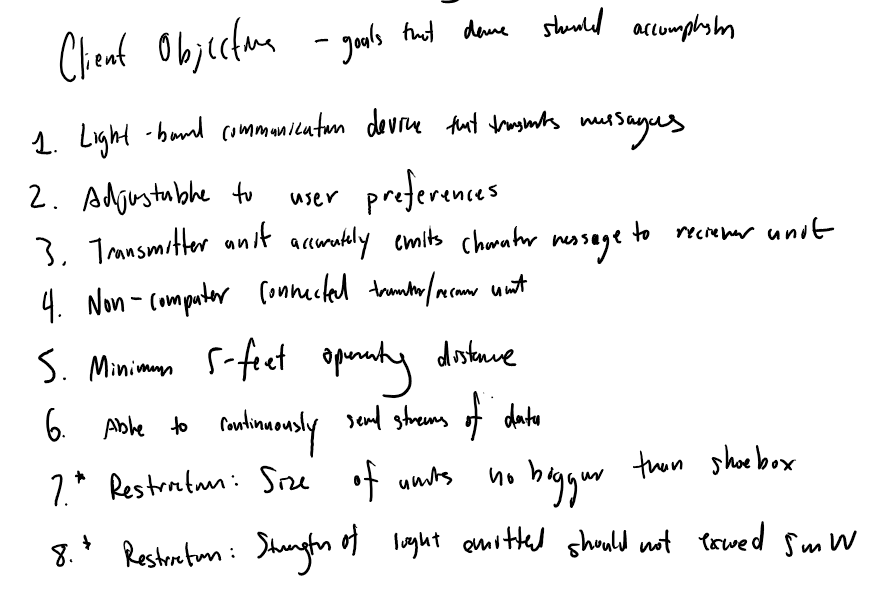 Client Objective - goals that device should accomplish
1. Light-based communication device that transmits messages
2. Adjustable to user preferences
3. Transmitter unit accurately emits character message to reciever unit
4. Non-computer connected transmitter/reciever unit
5. Minimum 5-feet operating distance
6. Able to continuously send streams of data
7.* Restriction: Size of units no bigger than shoebox
8.* Restriction: Strength of light emitted should not exceed 5 mW